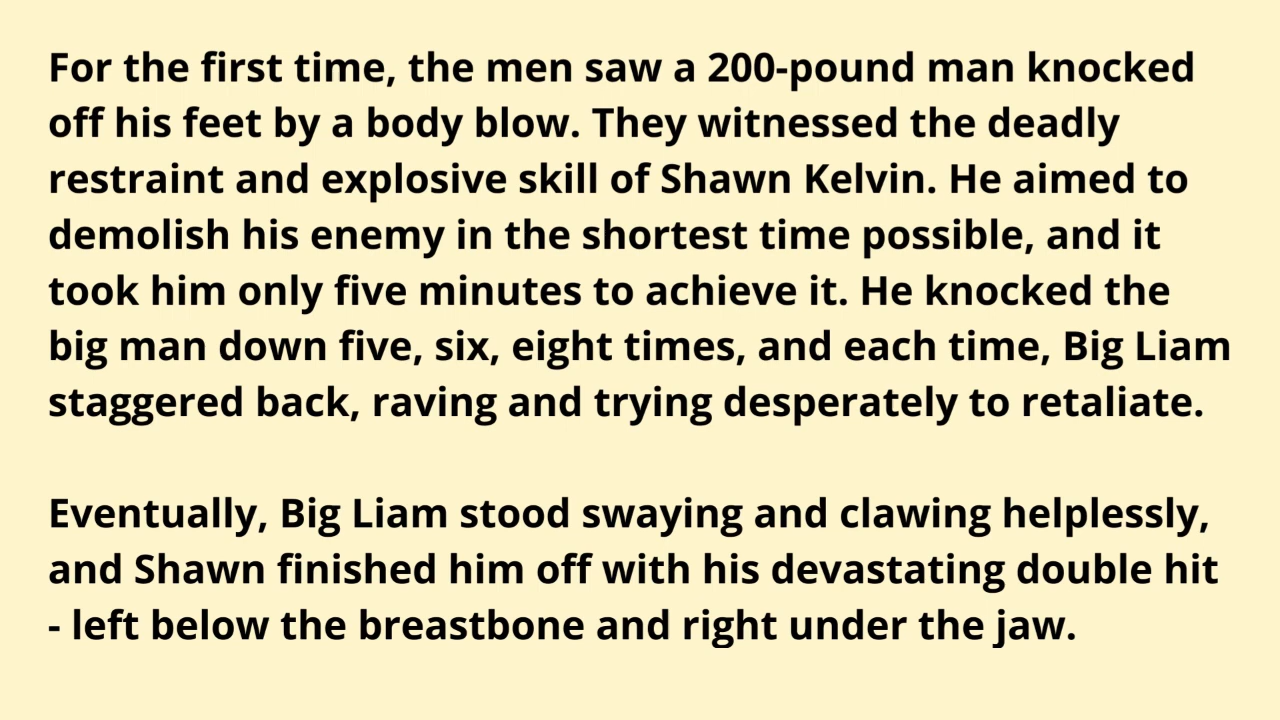 For the first time, the men saw a 200-pound man knocked
off his feet by a body blow. They witnessed the deadly
restraint and explosive skill of Shawn Kelvin. He aimed to
demolish his enemy in the shortest time possible, and it
took him only five minutes to achieve it. He knocked the
big man down five, six, eight times, and each time, Big Liam
staggered back, raving and trying desperately to retaliate.
Eventually, Big Liam stood swaying and clawing helplessly,
and Shawn finished him off with his devastating double hit
- left below the breastbone and right under the jaw.